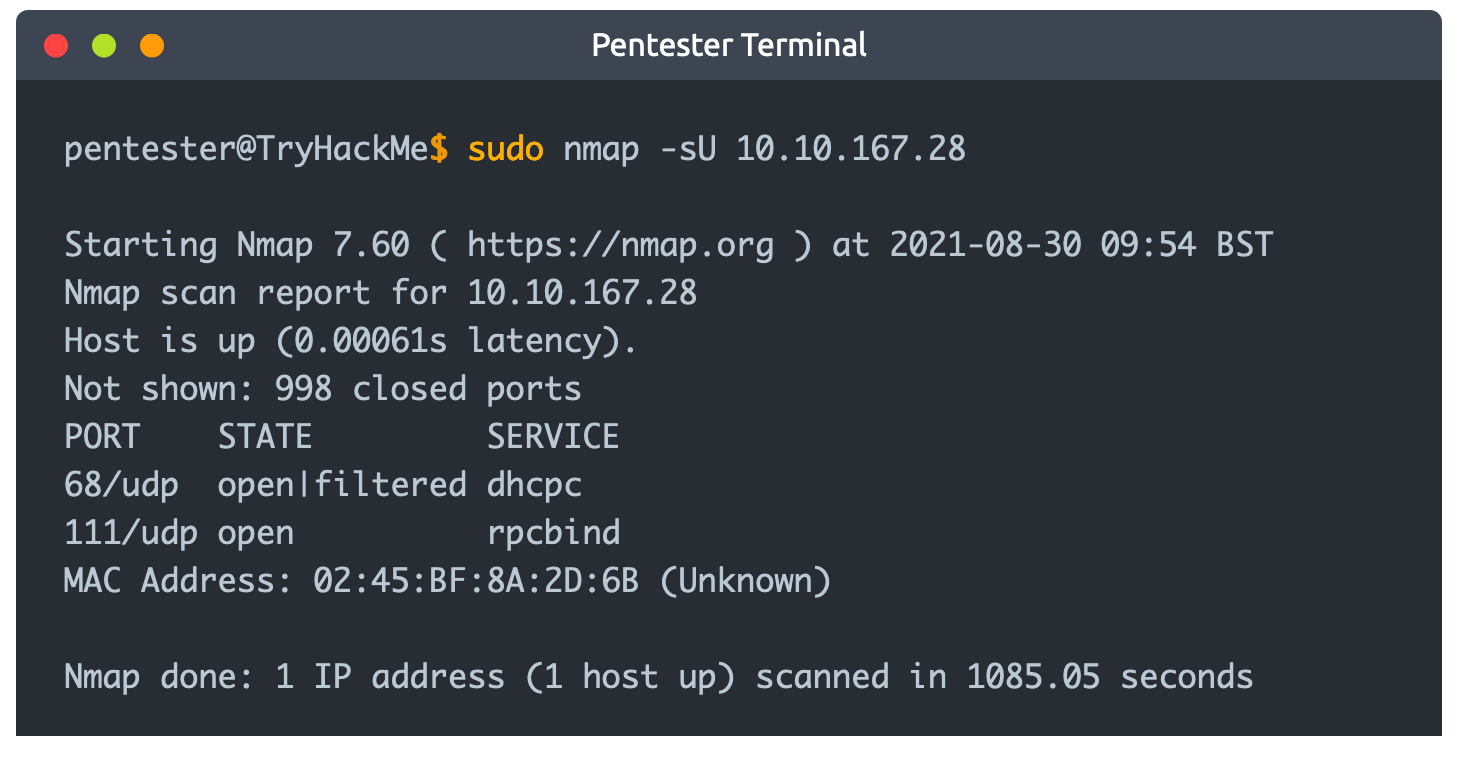 Pentester Terminal
pentester@TryHackMe$ sudo nmap -sU 10.10.167.28
Starting Nmap 7.60 ( https://nmap.org ) at 2021-08-30 09:54 BST
Nmap scan report for 10.10.167.28
Host is up (0.00061s latency).
Not shown: 998 closed ports
PORT    STATE         SERVICE
68/udp  open|filtered dhcpc
111/udp open          rpcbind
MAC Address: 02:45:BF:8A:2D:6B (Unknown)
Nmap done: 1 IP address (1 host up) scanned in 1085.05 seconds